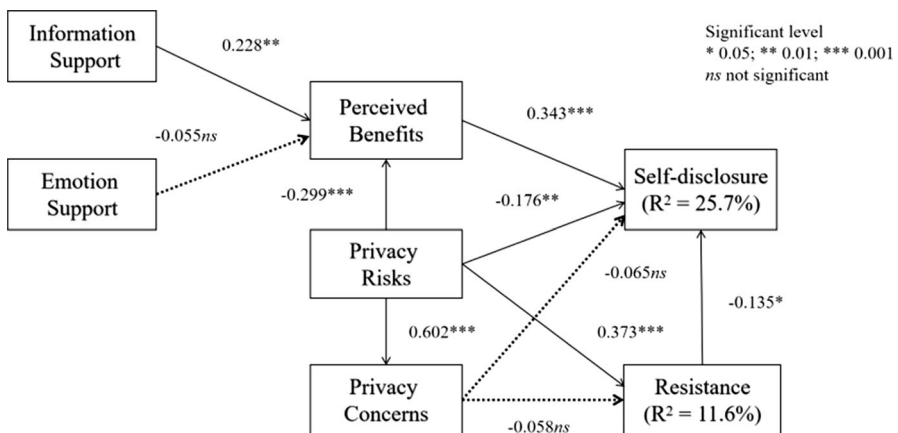 Information
Support
0.228**
Significant level
* 0.05; ** 0.01; *** 0.001
ns not significant
Perceived
Benefits
0.343***
-0.055ns
Emotion
Support
-0.299***
-0.176**
Self-disclosure
(R² = 25.7%)
Privacy
Risks
-0.065ns
-0.135*
0.602***
0.373***
Privacy
Concerns
-0.058ns
Resistance
(R² = 11.6%)